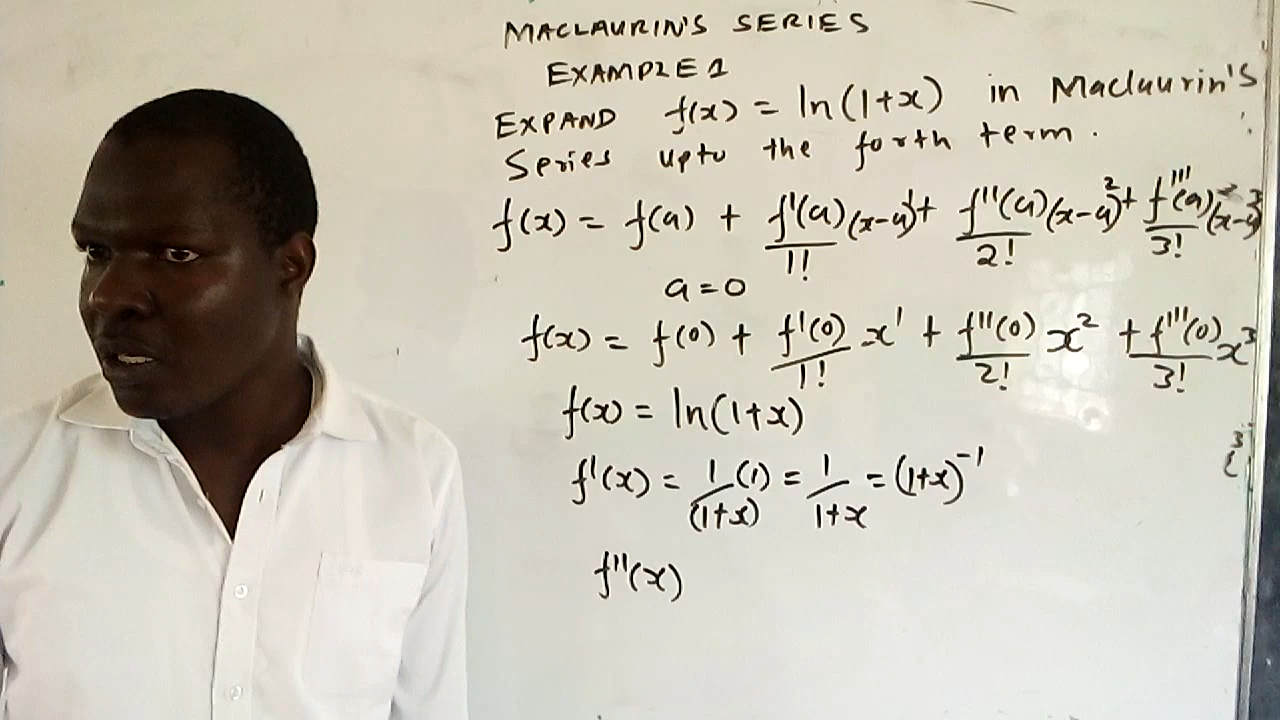 MACLAURIN'S SERIES
EXAMPLE 1
EXPAND f(x) = ln(1+x) in Maclaurin's
Series upto the forth term.
f(x) = f(a) + f'(a)/1! (x-a)¹ + f''(a)/2! (x-a)² + f'''(a)/3! (x-a)³
a = 0
f(x) = f(0) + f'(0)/1! x¹ + f''(0)/2! x² + f'''(0)/3! x³
f(x) = ln(1+x)
f'(x) = 1/(1+x) (1) = 1/1+x = (1+x)⁻¹
f''(x)